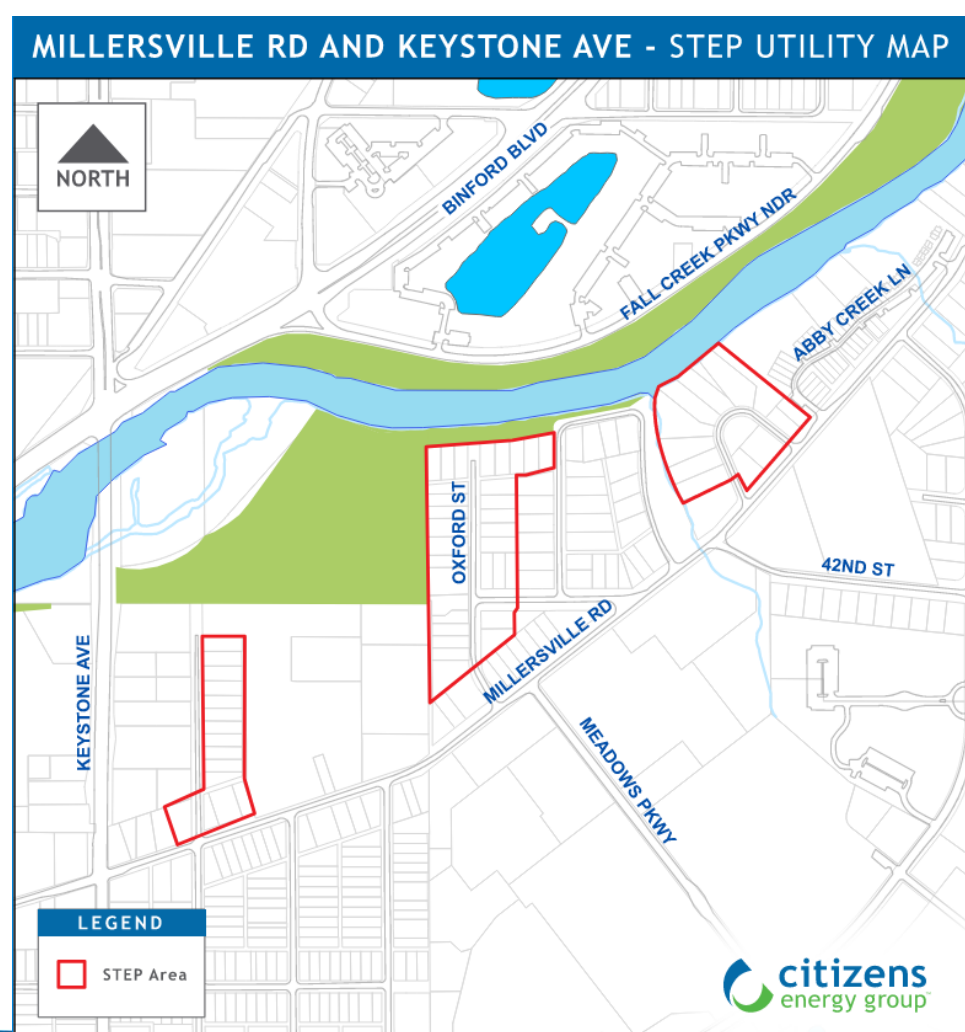 MILLERSVILLE RD AND KEYSTONE AVE - STEP UTILITY MAP
NORTH
BINFORD BLVD
FALL CREEK PKWY NDR
ABBY CREEK LN
OXFORD ST
42ND ST
MILLERSVILLE RD
KEYSTONE AVE
MEADOWS PKWY
LEGEND
STEP Area
citizens
energy group™